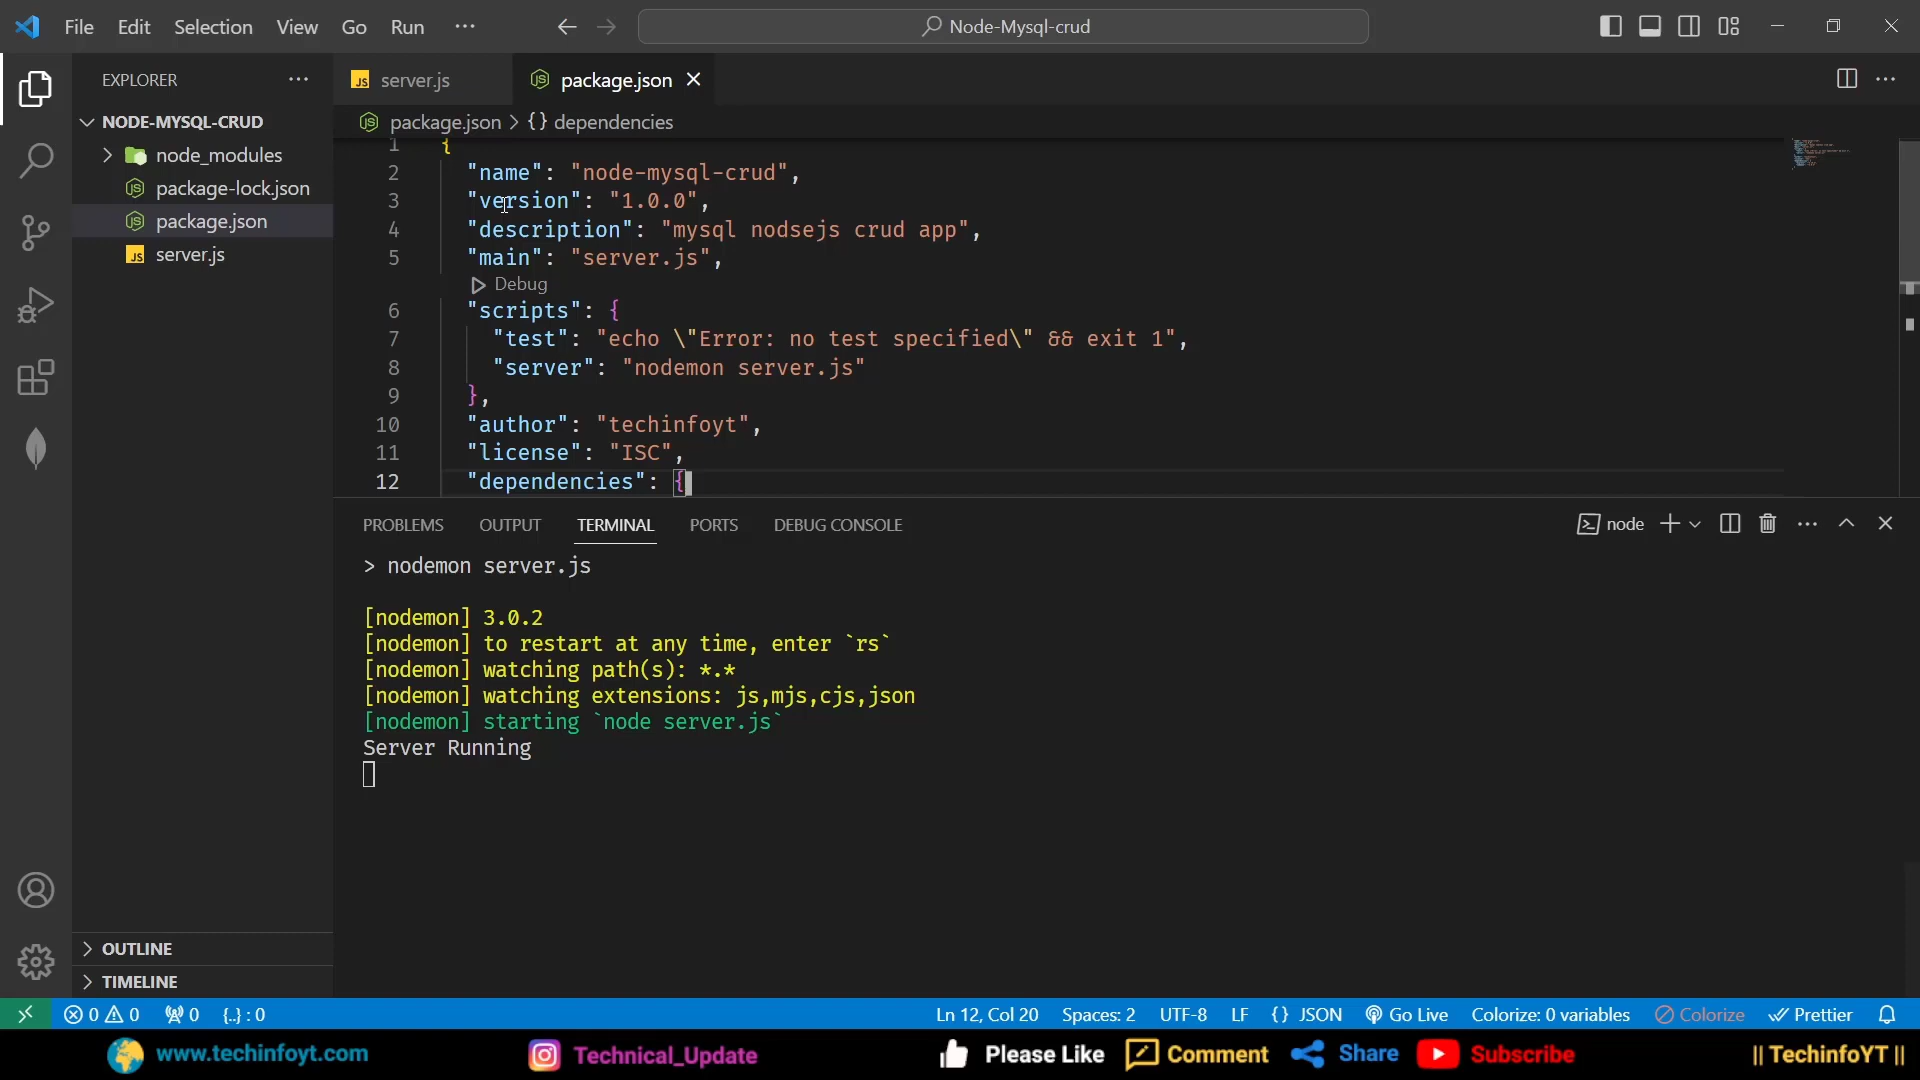 File Edit Selection View Go Run ··· Node-Mysql-crud
EXPLORER ···
server.js
package.json
NODE-MYSQL-CRUD
node_modules
package-lock.json
package.json
server.js
package.json > {} dependencies
1 {
2 "name": "node-mysql-crud",
3 "version": "1.0.0",
4 "description": "mysql nodsejs crud app",
5 "main": "server.js",
Debug
6 "scripts": {
7 "test": "echo \"Error: no test specified\" && exit 1",
8 "server": "nodemon server.js"
9 },
10 "author": "techinfoyt",
11 "license": "ISC",
12 "dependencies": {
PROBLEMS OUTPUT TERMINAL PORTS DEBUG CONSOLE
node
> nodemon server.js
[nodemon] 3.0.2
[nodemon] to restart at any time, enter `rs`
[nodemon] watching path(s): *.*
[nodemon] watching extensions: js,mjs,cjs,json
[nodemon] starting `node server.js`
Server Running
OUTLINE
TIMELINE
0 0 0 {..} : 0 Ln 12, Col 20 Spaces: 2 UTF-8 LF {} JSON Go Live Colorize: 0 variables Colorize Prettier
www.techinfoyt.com Technical_Update Please Like Comment Share Subscribe || TechinfoYT ||